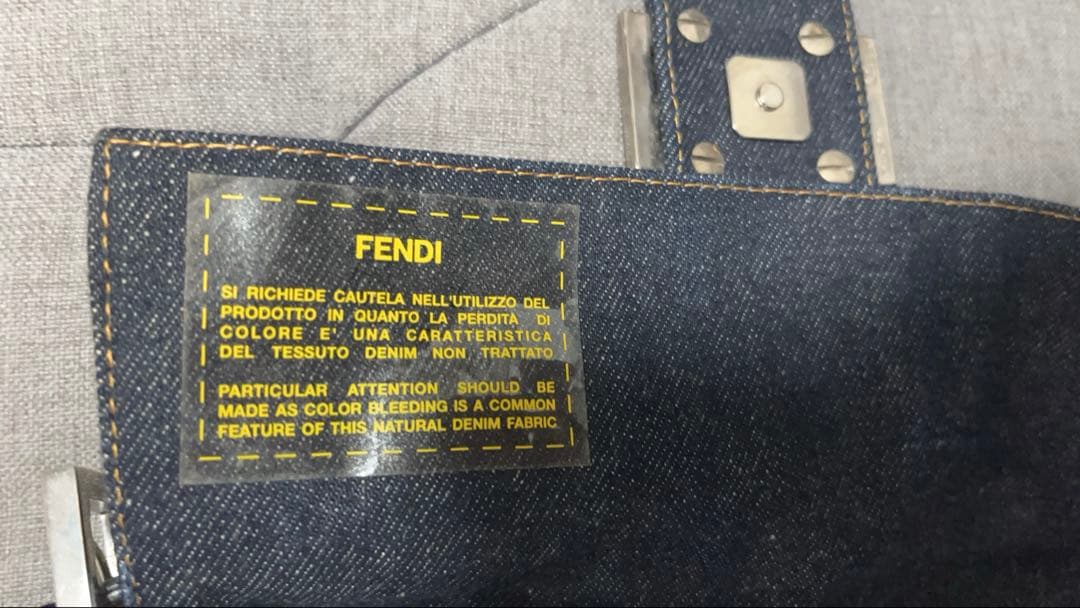 FENDI
SI RICHIEDE CAUTELA NELL'UTILIZZO DEL
PRODOTTO IN QUANTO LA PERDITA DI
COLORE E' UNA CARATTERISTICA
DEL TESSUTO DENIM NON TRATTATO
PARTICULAR ATTENTION SHOULD BE
MADE AS COLOR BLEEDING IS A COMMON
FEATURE OF THIS NATURAL DENIM FABRIC